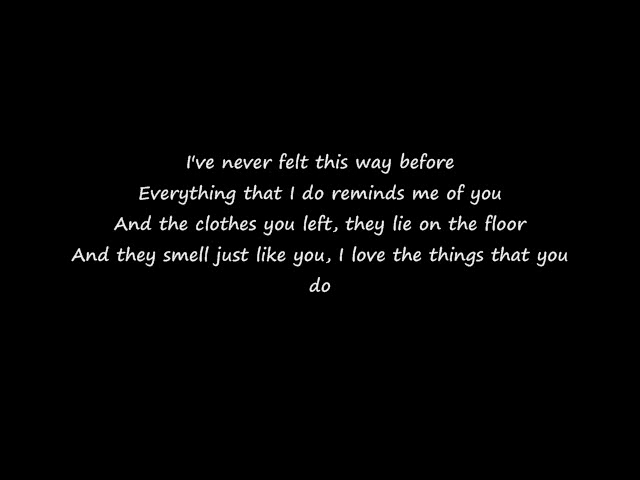 I've never felt this way before
Everything that I do reminds me of you
And the clothes you left, they lie on the floor
And they smell just like you, I love the things that you
do